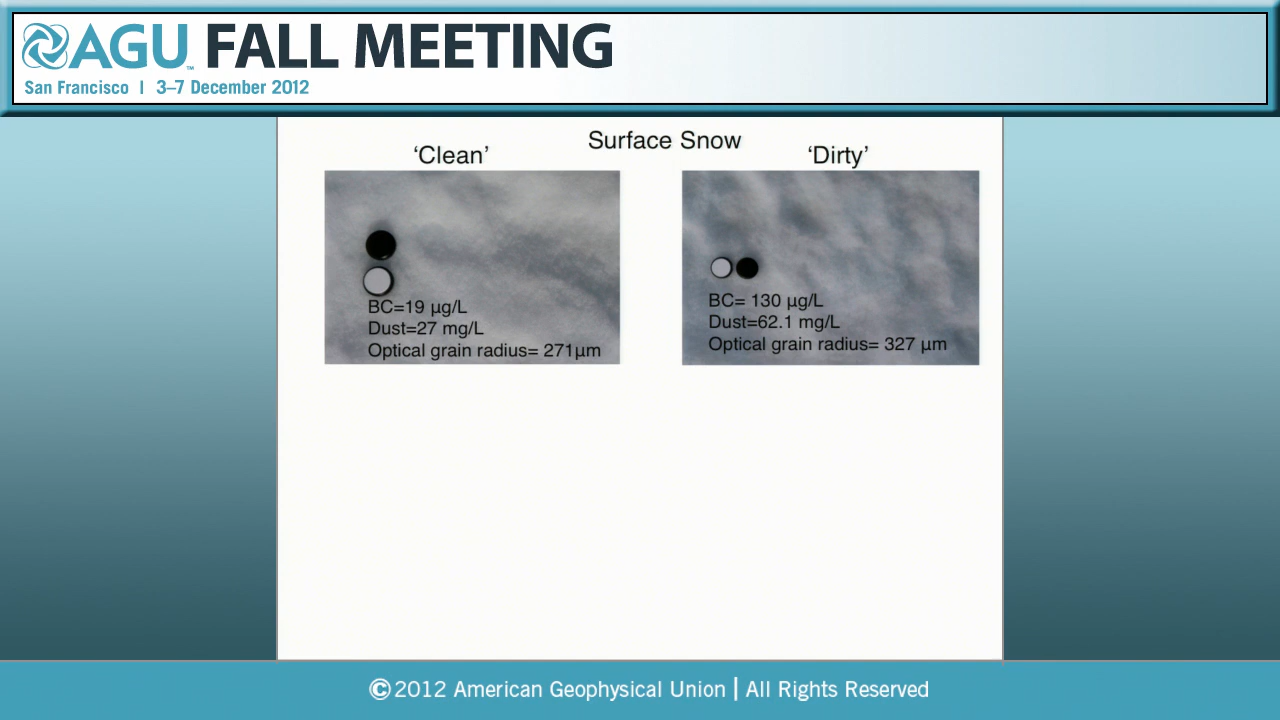 AGU™ FALL MEETING
San Francisco | 3–7 December 2012
Surface Snow
‘Clean’
‘Dirty’
BC=19 µg/L
Dust=27 mg/L
Optical grain radius= 271µm
BC= 130 µg/L
Dust=62.1 mg/L
Optical grain radius= 327 µm
©2012 American Geophysical Union | All Rights Reserved